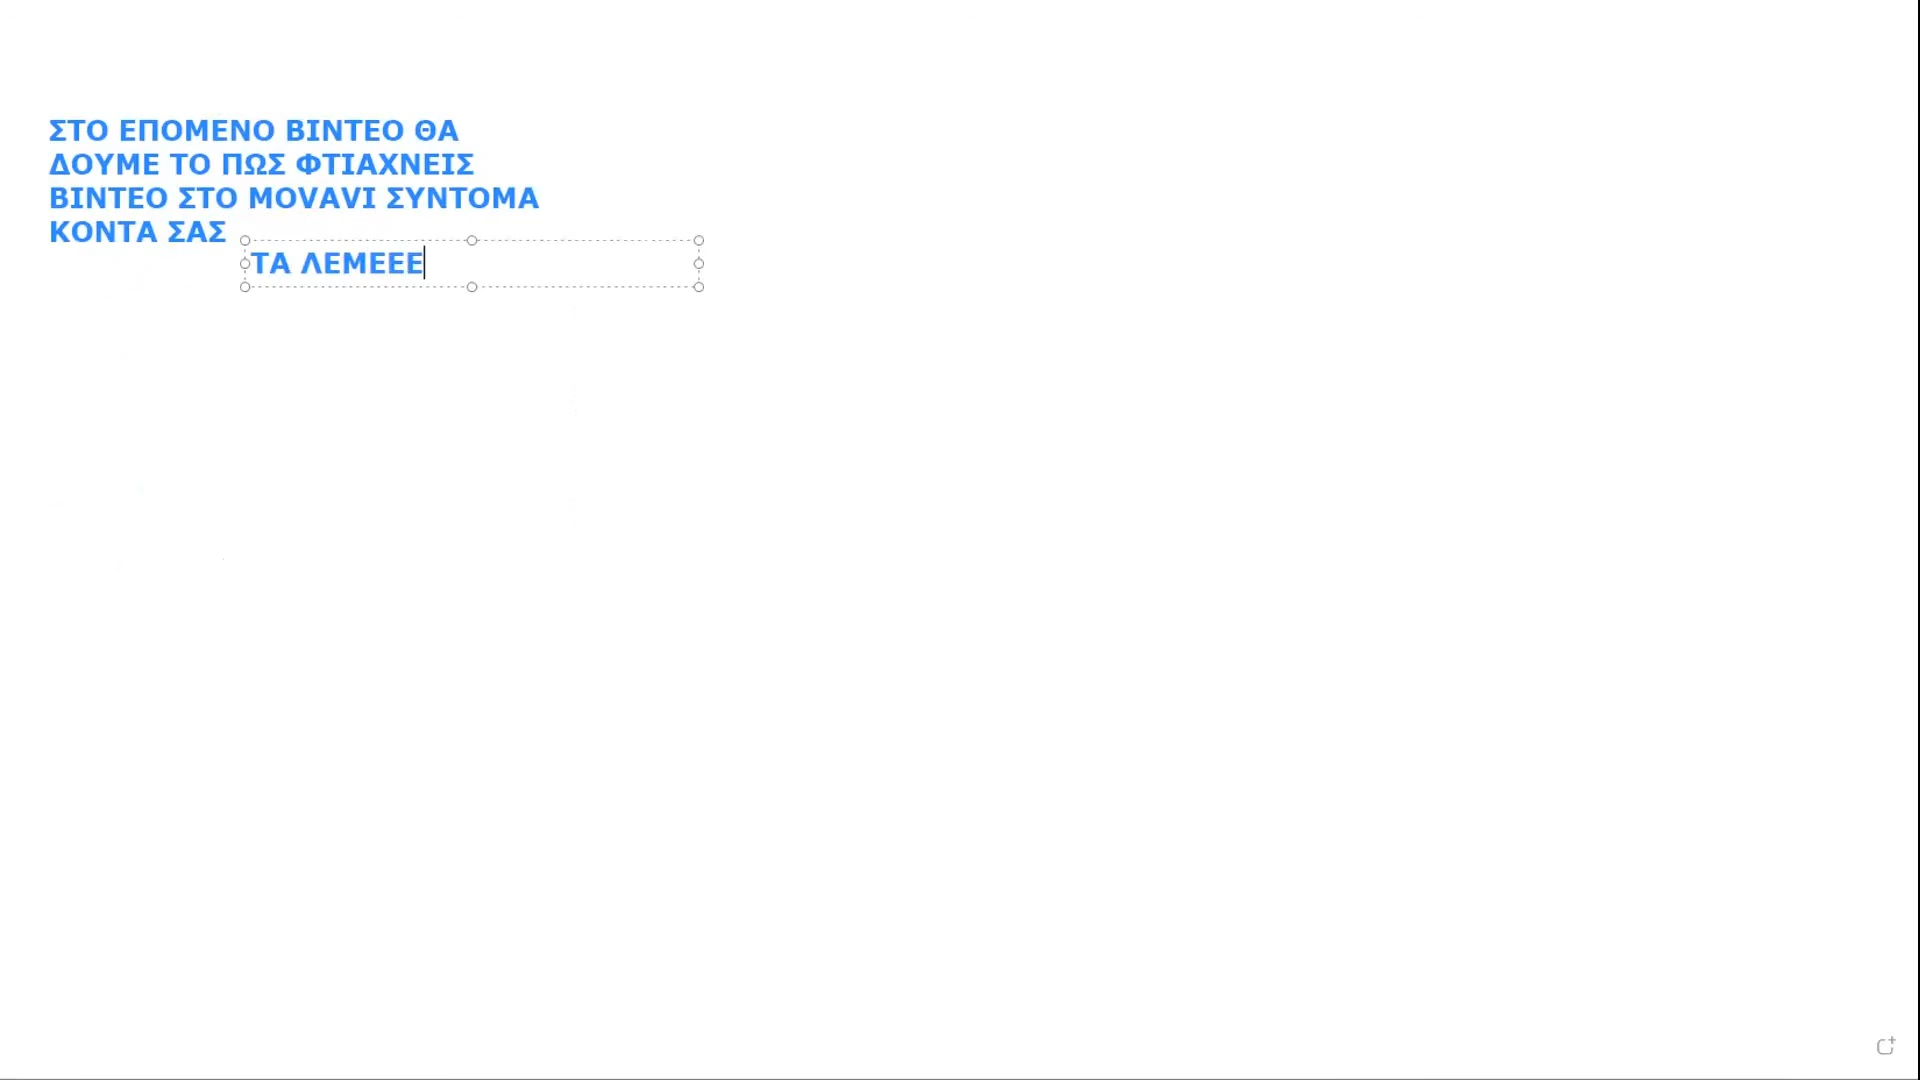 ΣΤΟ ΕΠΟΜΕΝΟ ΒΙΝΤΕΟ ΘΑ
ΔΟΥΜΕ ΤΟ ΠΩΣ ΦΤΙΑΧΝΕΙΣ
ΒΙΝΤΕΟ ΣΤΟ MOVAVI ΣΥΝΤΟΜΑ
ΚΟΝΤΑ ΣΑΣ
ΤΑ ΛΕΜΕΕΕ